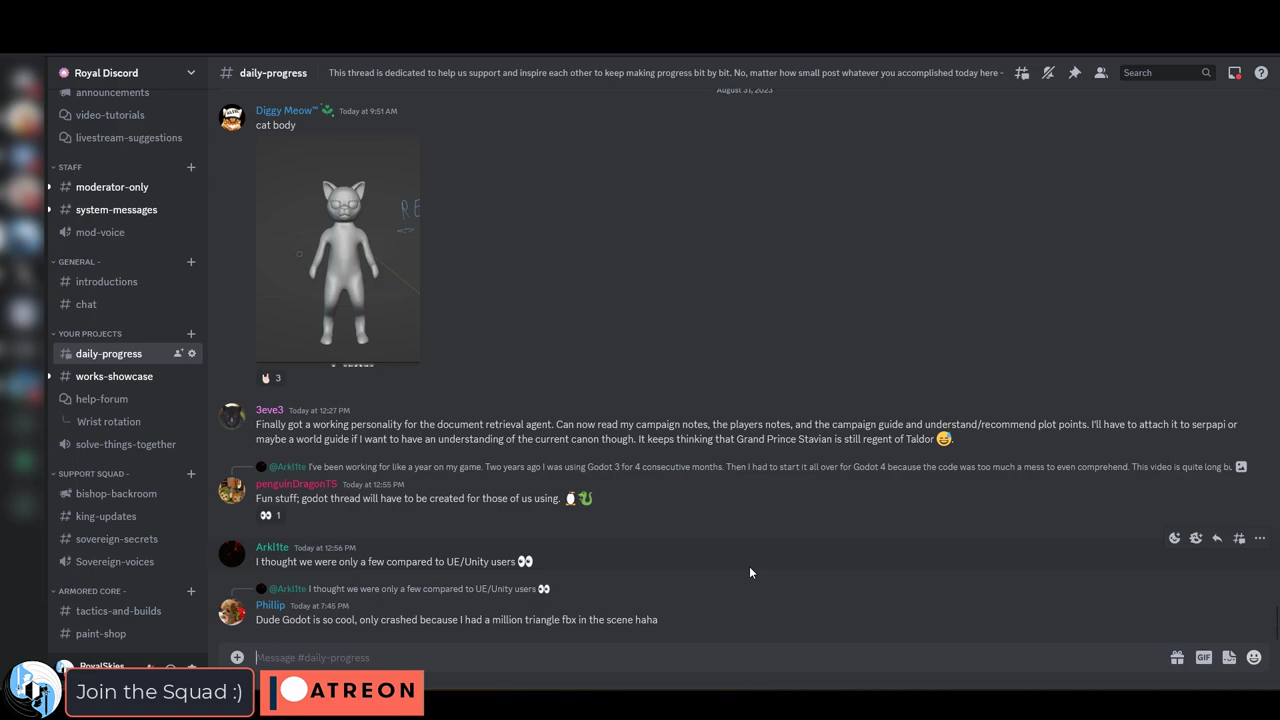 Royal Discord
daily-progress
This thread is dedicated to help us support and inspire each other to keep making progress bit by bit. No, matter how small post whatever you accomplished today here -
Search
announcements
video-tutorials
livestream-suggestions
STAFF
moderator-only
system-messages
mod-voice
GENERAL -
introductions
chat
YOUR PROJECTS
daily-progress
works-showcase
help-forum
Wrist rotation
solve-things-together
SUPPORT SQUAD -
bishop-backroom
king-updates
sovereign-secrets
Sovereign-voices
ARMORED CORE -
tactics-and-builds
paint-shop
RoyalSkies
August 31, 2023
Diggy Meow™ Today at 9:51 AM
cat body
RE
3
3eve3 Today at 12:27 PM
Finally got a working personality for the document retrieval agent. Can now read my campaign notes, the players notes, and the campaign guide and understand/recommend plot points. I'll have to attach it to serpapi or
maybe a world guide if I want to have an understanding of the current canon though. It keeps thinking that Grand Prince Stavian is still regent of Taldor 😅.
@Arkl1te I've been working for like a year on my game. Two years ago I was using Godot 3 for 4 consecutive months. Then I had to start it all over for Godot 4 because the code was too much a mess to even comprehend. This video is quite long bu
penguinDragonTS Today at 12:55 PM
Fun stuff; godot thread will have to be created for those of us using. 🐧🐉
👀 1
Arkl1te Today at 12:56 PM
I thought we were only a few compared to UE/Unity users 👀
@Arkl1te I thought we were only a few compared to UE/Unity users 👀
Phillip Today at 7:45 PM
Dude Godot is so cool, only crashed because I had a million triangle fbx in the scene haha
Message #daily-progress
GIF
Join the Squad :)
PATREON